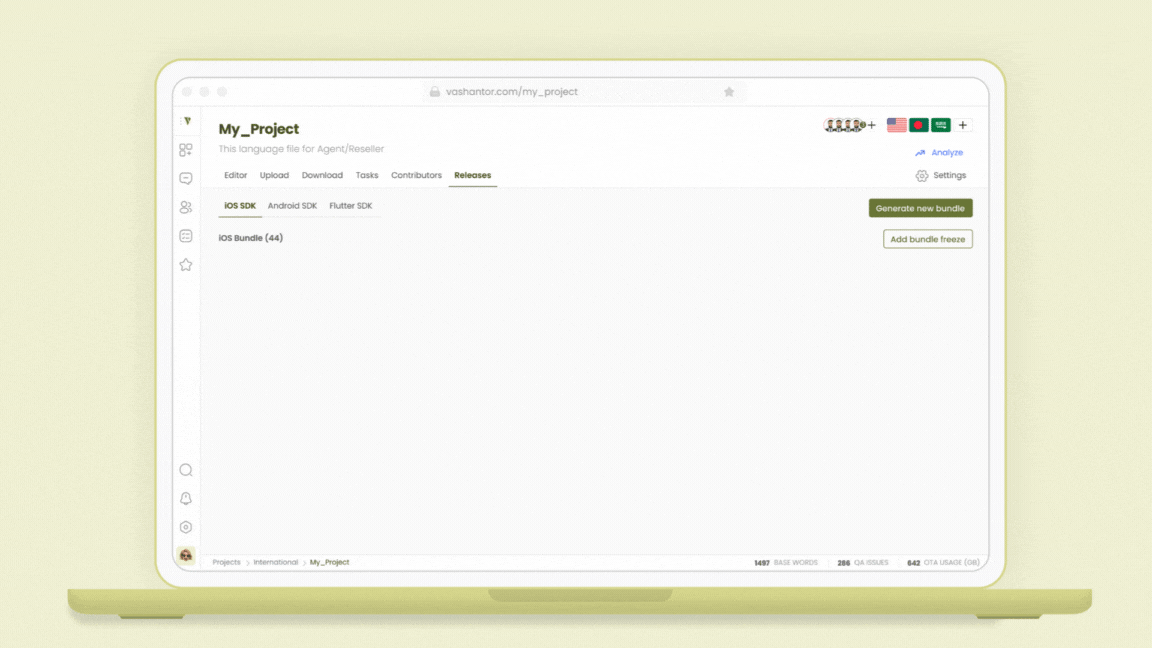 vashantor.com/my_project
My_Project
This language file for Agent/Reseller
Analyze
Editor Upload Download Tasks Contributors Releases Settings
iOS SDK Android SDK Flutter SDK
Generate new bundle
iOS Bundle (44)
Add bundle freeze
Projects > International > My_Project
1497 BASE WORDS 286 QA ISSUES 642 OTA USAGE (GB)